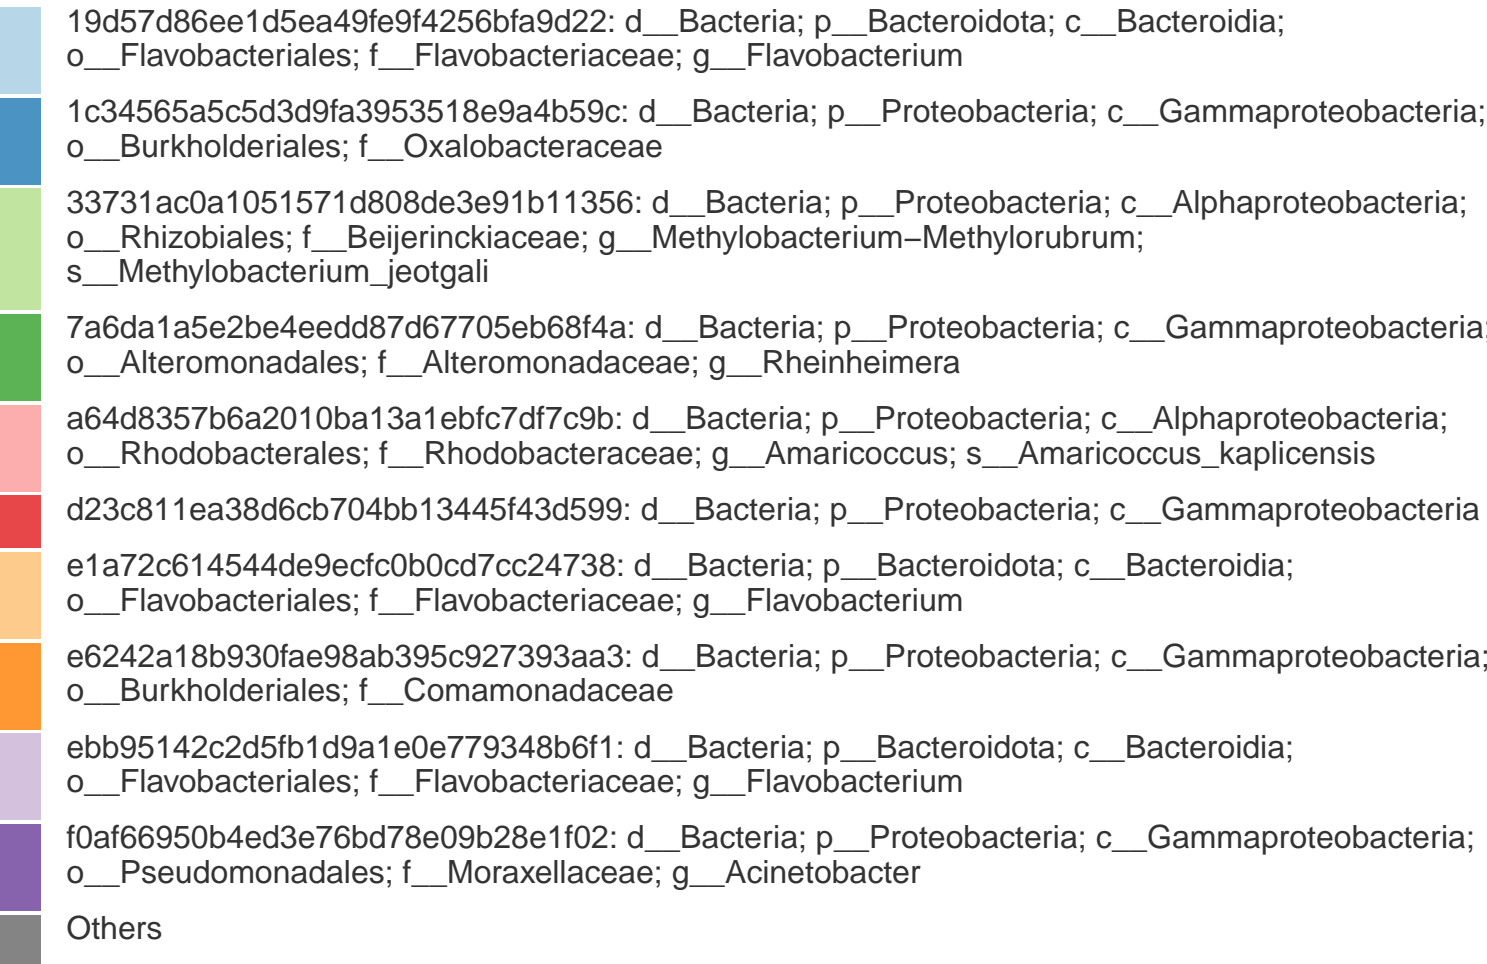 19d57d86ee1d5ea49fe9f4256bfa9d22: d__Bacteria; p__Bacteroidota; c__Bacteroidia;
o__Flavobacteriales; f__Flavobacteriaceae; g__Flavobacterium
1c34565a5c5d3d9fa3953518e9a4b59c: d__Bacteria; p__Proteobacteria; c__Gammaproteobacteria;
o__Burkholderiales; f__Oxalobacteraceae
33731ac0a1051571d808de3e91b11356: d__Bacteria; p__Proteobacteria; c__Alphaproteobacteria;
o__Rhizobiales; f__Beijerinckiaceae; g__Methylobacterium−Methylorubrum;
s__Methylobacterium_jeotgali
7a6da1a5e2be4eedd87d67705eb68f4a: d__Bacteria; p__Proteobacteria; c__Gammaproteobacteria;
o__Alteromonadales; f__Alteromonadaceae; g__Rheinheimera
a64d8357b6a2010ba13a1ebfc7df7c9b: d__Bacteria; p__Proteobacteria; c__Alphaproteobacteria;
o__Rhodobacterales; f__Rhodobacteraceae; g__Amaricoccus; s__Amaricoccus_kaplicensis
d23c811ea38d6cb704bb13445f43d599: d__Bacteria; p__Proteobacteria; c__Gammaproteobacteria
e1a72c614544de9ecfc0b0cd7cc24738: d__Bacteria; p__Bacteroidota; c__Bacteroidia;
o__Flavobacteriales; f__Flavobacteriaceae; g__Flavobacterium
e6242a18b930fae98ab395c927393aa3: d__Bacteria; p__Proteobacteria; c__Gammaproteobacteria;
o__Burkholderiales; f__Comamonadaceae
ebb95142c2d5fb1d9a1e0e779348b6f1: d__Bacteria; p__Bacteroidota; c__Bacteroidia;
o__Flavobacteriales; f__Flavobacteriaceae; g__Flavobacterium
f0af66950b4ed3e76bd78e09b28e1f02: d__Bacteria; p__Proteobacteria; c__Gammaproteobacteria;
o__Pseudomonadales; f__Moraxellaceae; g__Acinetobacter
Others